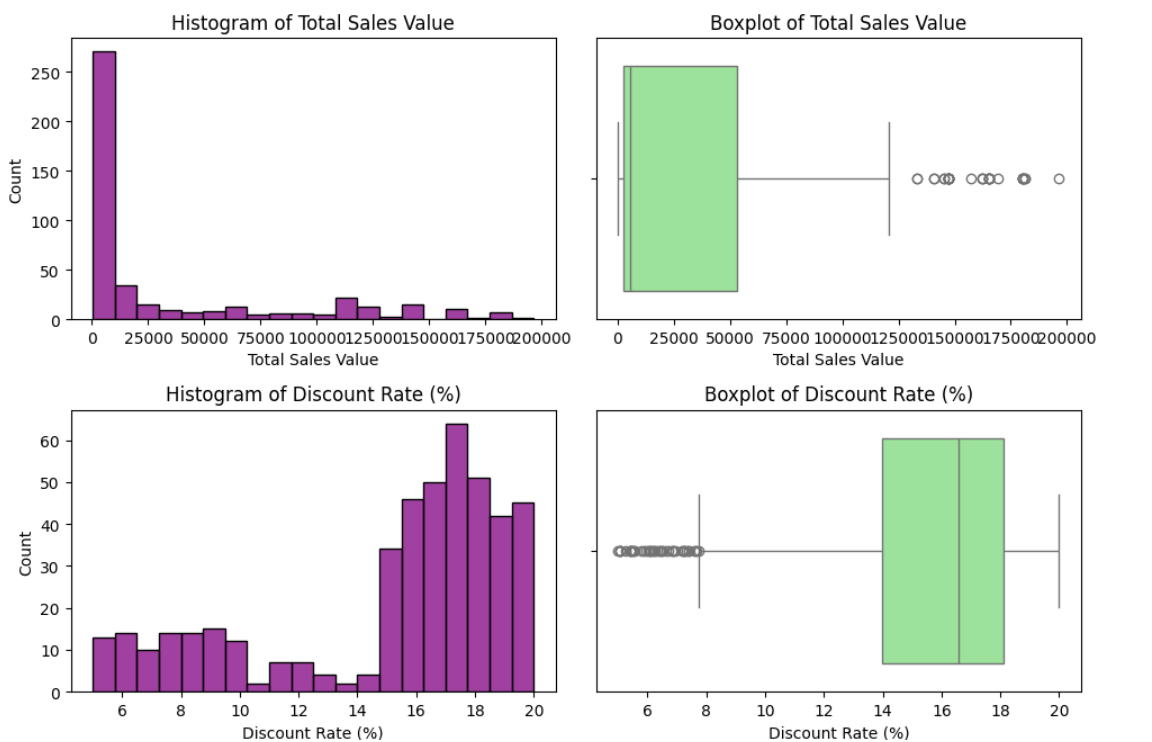 Histogram of Total Sales Value
250
200
150
100
50
0
Count
0 25000 50000 75000 100000 125000 150000 175000 200000
Total Sales Value
Boxplot of Total Sales Value
0 25000 50000 75000 100000 125000 150000 175000 200000
Total Sales Value
Histogram of Discount Rate (%)
60
50
40
30
20
10
0
Count
6 8 10 12 14 16 18 20
Discount Rate (%)
Boxplot of Discount Rate (%)
6 8 10 12 14 16 18 20
Discount Rate (%)